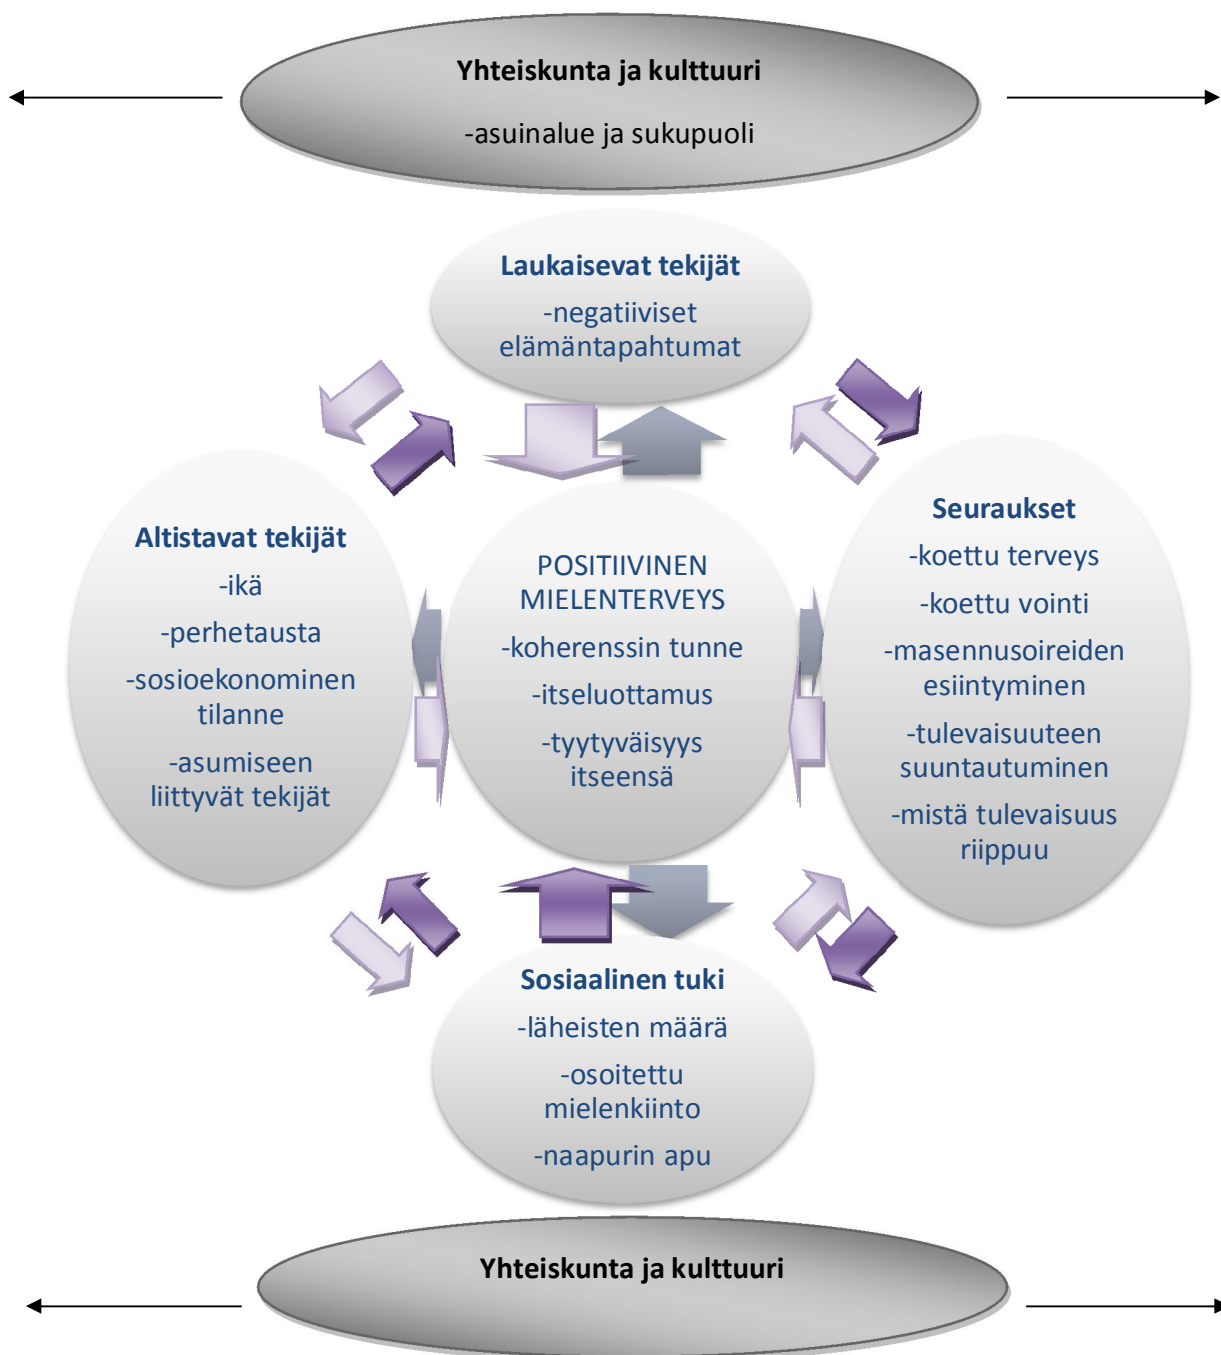 Yhteiskunta ja kulttuuri
-asuinalue ja sukupuoli
Laukaisevat tekijät
-negatiiviset
elämäntapahtumat
Altistavat tekijät
-ikä
-perhetausta
-sosioekonominen
tilanne
-asumiseen
liittyvät tekijät
POSITIIVINEN
MIELENTERVEYS
-koherenssin tunne
-itseluottamus
-tyytyväisyys
itseensä
Seuraukset
-koettu terveys
-koettu vointi
-masennusoireiden
esiintyminen
-tulevaisuuteen
suuntautuminen
-mistä tulevaisuus
riippuu
Sosiaalinen tuki
-läheisten määrä
-osoitettu
mielenkiinto
-naapurin apu
Yhteiskunta ja kulttuuri